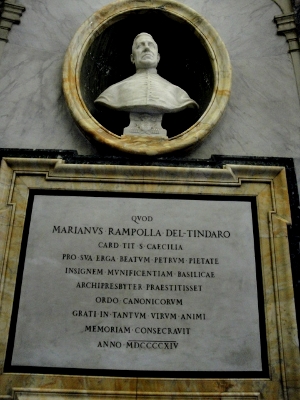 QVOD
MARIANVS RAMPOLLA DEL·TINDARO
CARD·TIT·S·CAECILIA
PRO·SVA ERGA BEATVM PETRVM PIETATE
INSIGNEM MVNIFICENTIAM BASILICAE
ARCHIPRESBYTER PRAESTITISSET
ORDO CANONICORVM
GRATI IN TANTVM VIRVM ANIMI
MEMORIAM CONSECRAVIT
ANNO MDCCCCXIV